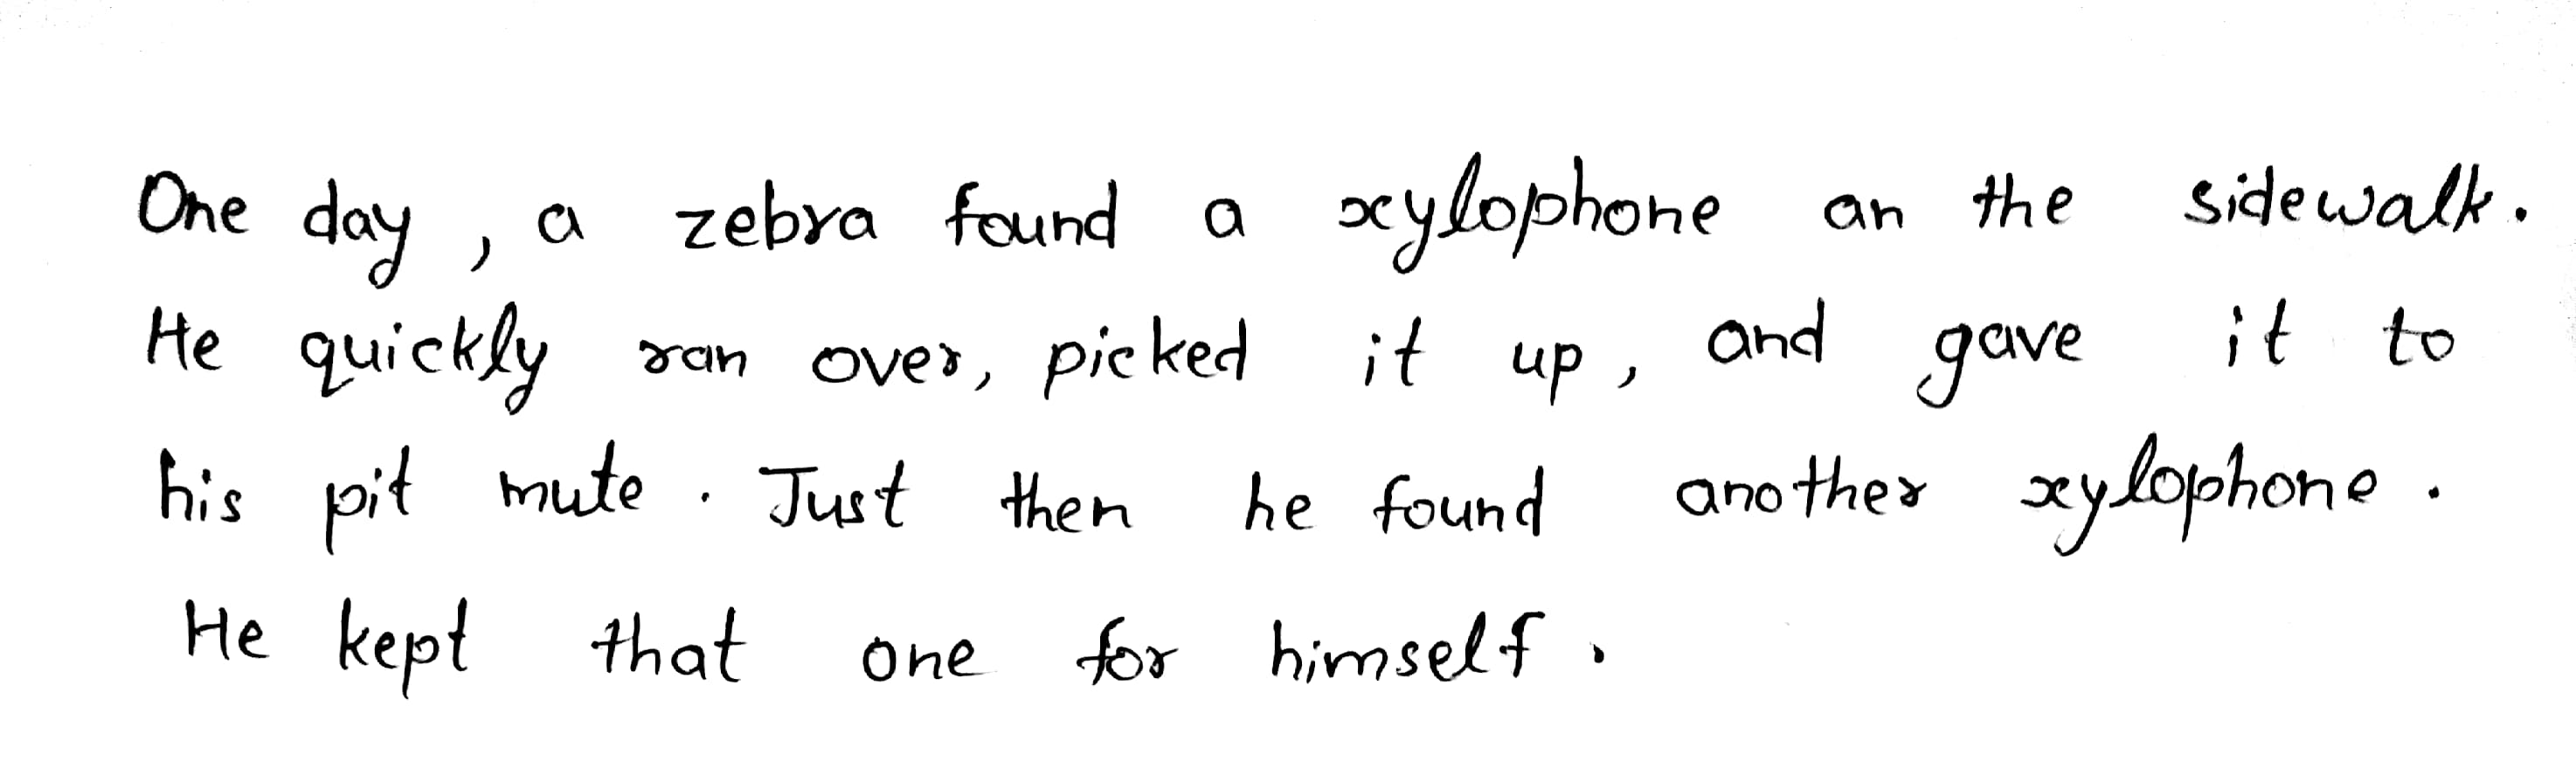 One day, a zebra found a xylophone an the sidewalk.
He quickly ran over, picked it up, and gave it to
his pit mute. Just then he found another xylophone.
He kept that one for himself.